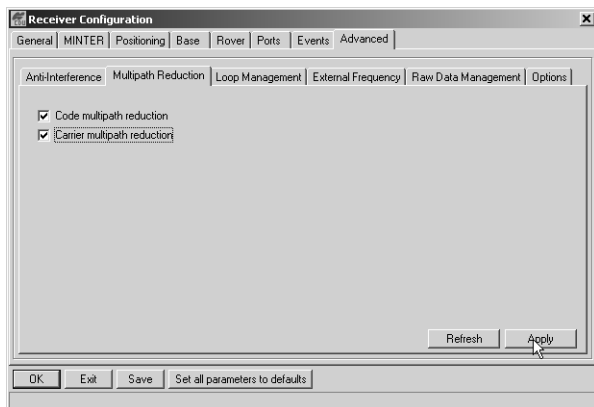 Receiver Configuration
General MINTER Positioning Base Rover Ports Events Advanced
Anti-Interference Multipath Reduction Loop Management External Frequency Raw Data Management Options
Code multipath reduction
Carrier multipath reduction
Refresh Apply
OK Exit Save Set all parameters to defaults